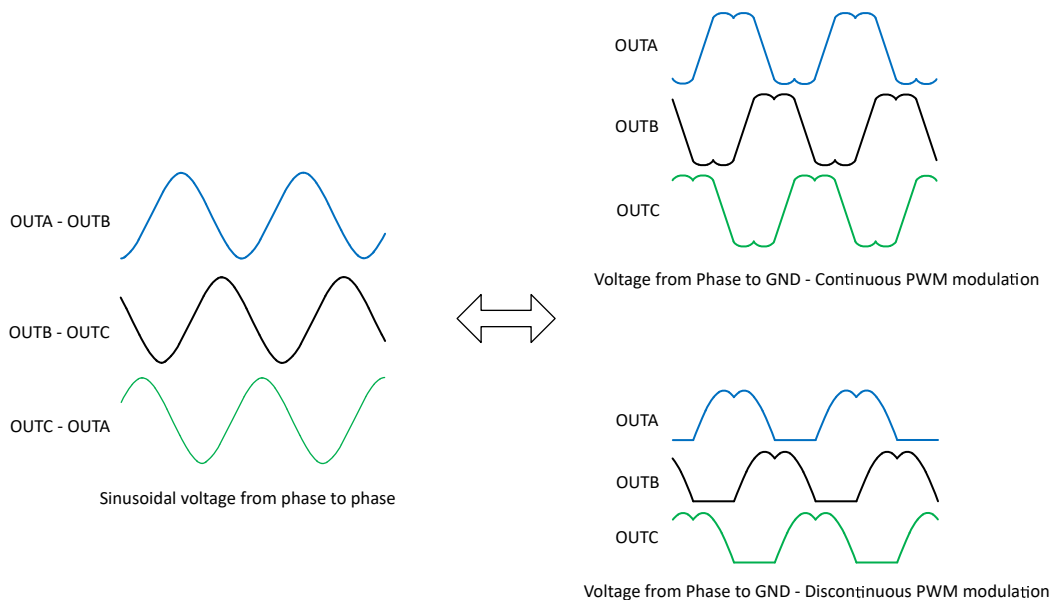 OUTA - OUTB
OUTB - OUTC
OUTC - OUTA
Sinusoidal voltage from phase to phase
OUTA
OUTB
OUTC
Voltage from Phase to GND - Continuous PWM modulation
OUTA
OUTB
OUTC
Voltage from Phase to GND - Discontinuous PWM modulation